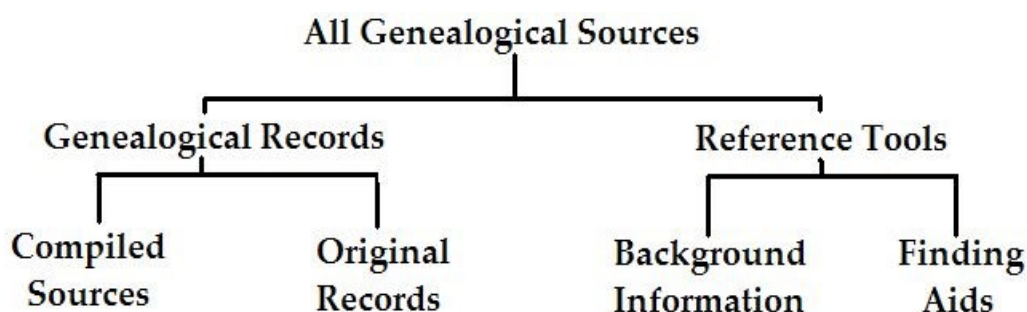 All Genealogical Sources
Genealogical Records
Reference Tools
Compiled
Sources
Original
Records
Background
Information
Finding
Aids